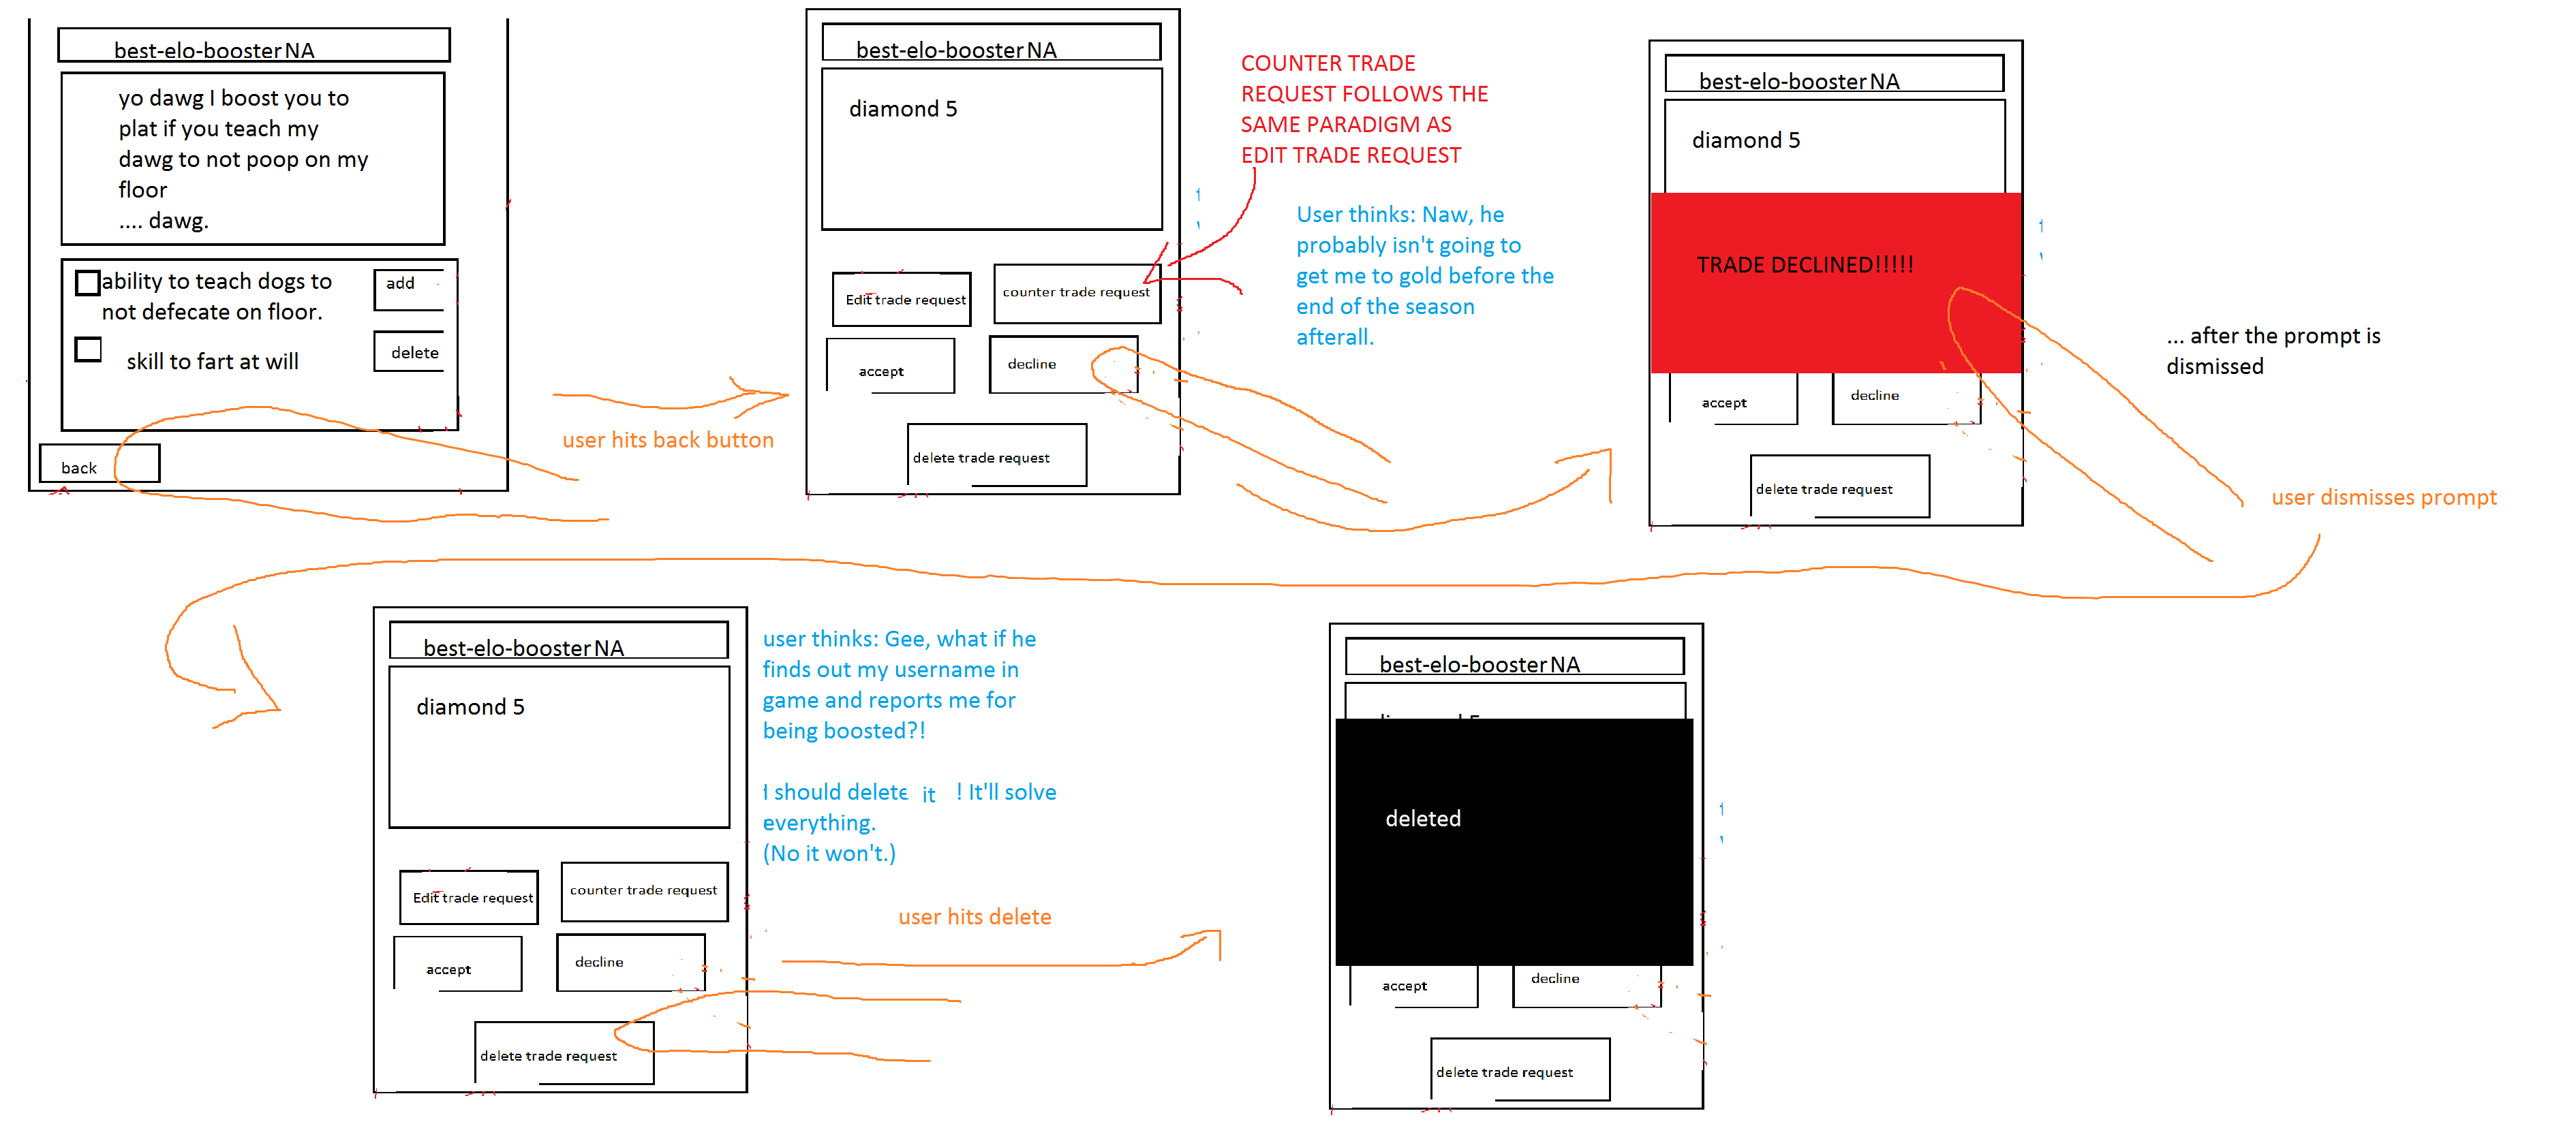 best-elo-booster NA
yo dawg I boost you to
plat if you teach my
dawg to not poop on my
floor
.... dawg.
ability to teach dogs to
not defecate on floor.
add
skill to fart at will
delete
back
user hits back button
best-elo-booster NA
diamond 5
Edit trade request
counter trade request
accept
decline
delete trade request
COUNTER TRADE
REQUEST FOLLOWS THE
SAME PARADIGM AS
EDIT TRADE REQUEST
User thinks: Naw, he
probably isn't going to
get me to gold before the
end of the season
afterall.
best-elo-booster NA
diamond 5
TRADE DECLINED!!!!!
accept
decline
delete trade request
... after the prompt is
dismissed
user dismisses prompt
best-elo-booster NA
diamond 5
Edit trade request
counter trade request
accept
decline
delete trade request
user thinks: Gee, what if he
finds out my username in
game and reports me for
being boosted?!
I should delete it ! It'll solve
everything.
(No it won't.)
user hits delete
best-elo-booster NA
deleted
accept
decline
delete trade request